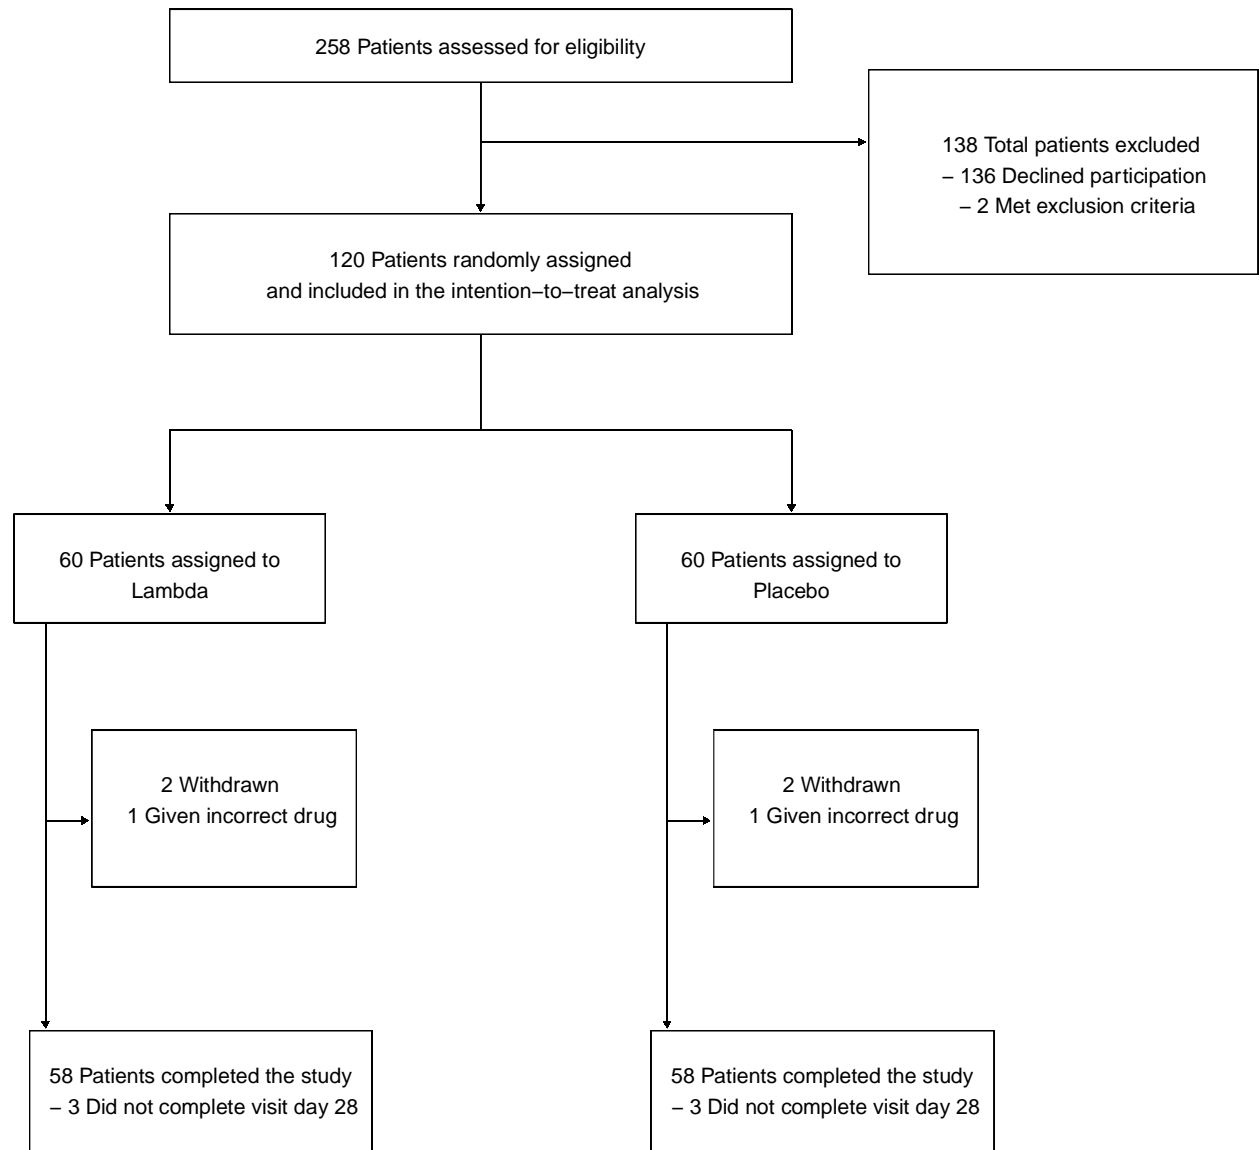 258 Patients assessed for eligibility
138 Total patients excluded
– 136 Declined participation
– 2 Met exclusion criteria
120 Patients randomly assigned
and included in the intention–to–treat analysis
60 Patients assigned to
Lambda
60 Patients assigned to
Placebo
2 Withdrawn
1 Given incorrect drug
2 Withdrawn
1 Given incorrect drug
58 Patients completed the study
– 3 Did not complete visit day 28
58 Patients completed the study
– 3 Did not complete visit day 28